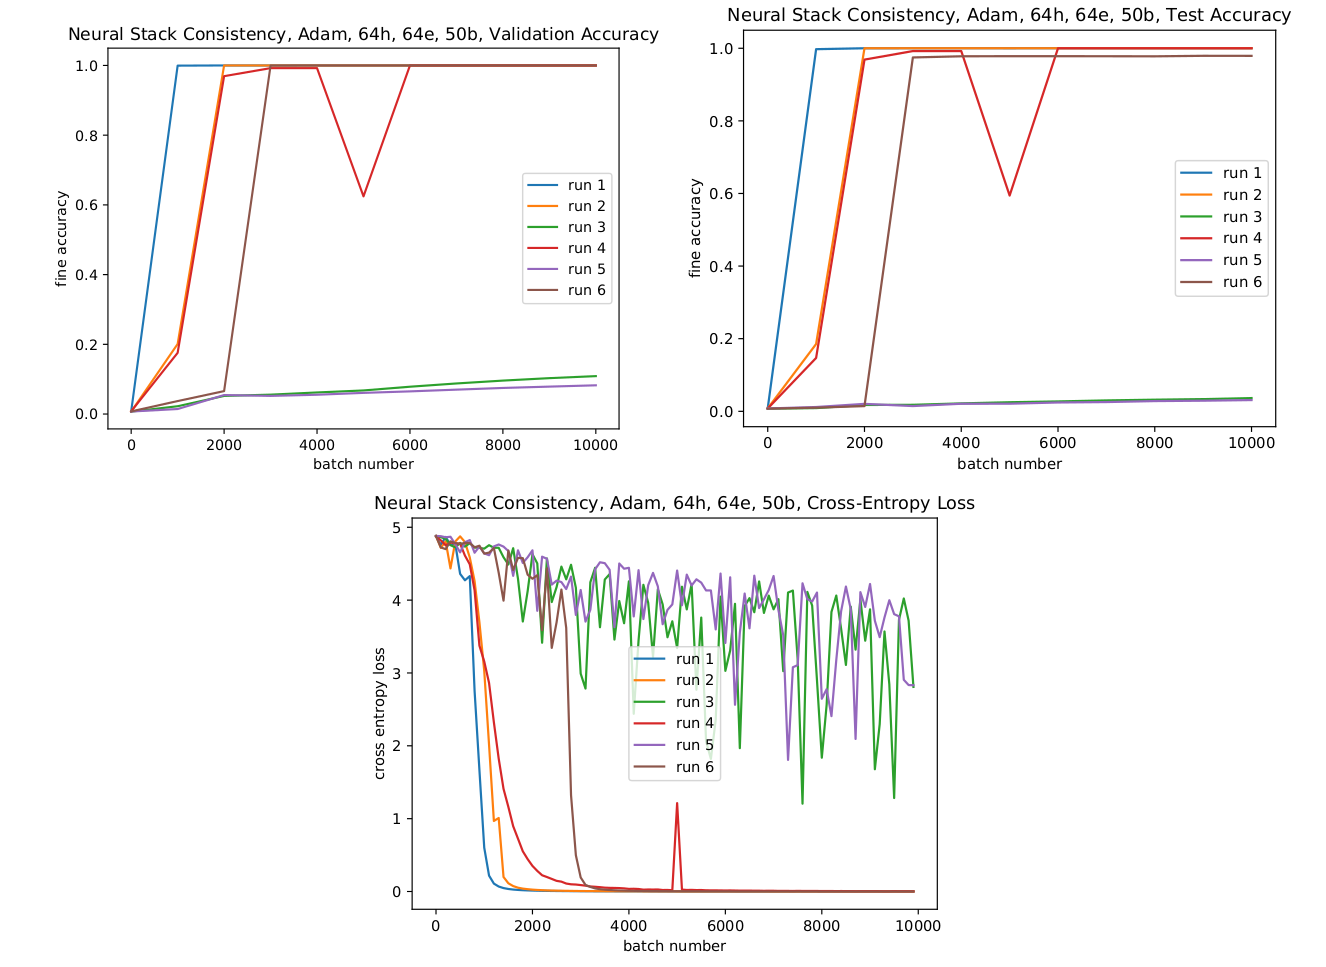 Neural Stack Consistency, Adam, 64h, 64e, 50b, Validation Accuracy
1.0
0.8
0.6
0.4
0.2
0.0
fine accuracy
0 2000 4000 6000 8000 10000
batch number
run 1
run 2
run 3
run 4
run 5
run 6
Neural Stack Consistency, Adam, 64h, 64e, 50b, Test Accuracy
1.0
0.8
0.6
0.4
0.2
0.0
fine accuracy
0 2000 4000 6000 8000 10000
batch number
run 1
run 2
run 3
run 4
run 5
run 6
Neural Stack Consistency, Adam, 64h, 64e, 50b, Cross-Entropy Loss
5
4
3
2
1
0
cross entropy loss
0 2000 4000 6000 8000 10000
batch number
run 1
run 2
run 3
run 4
run 5
run 6